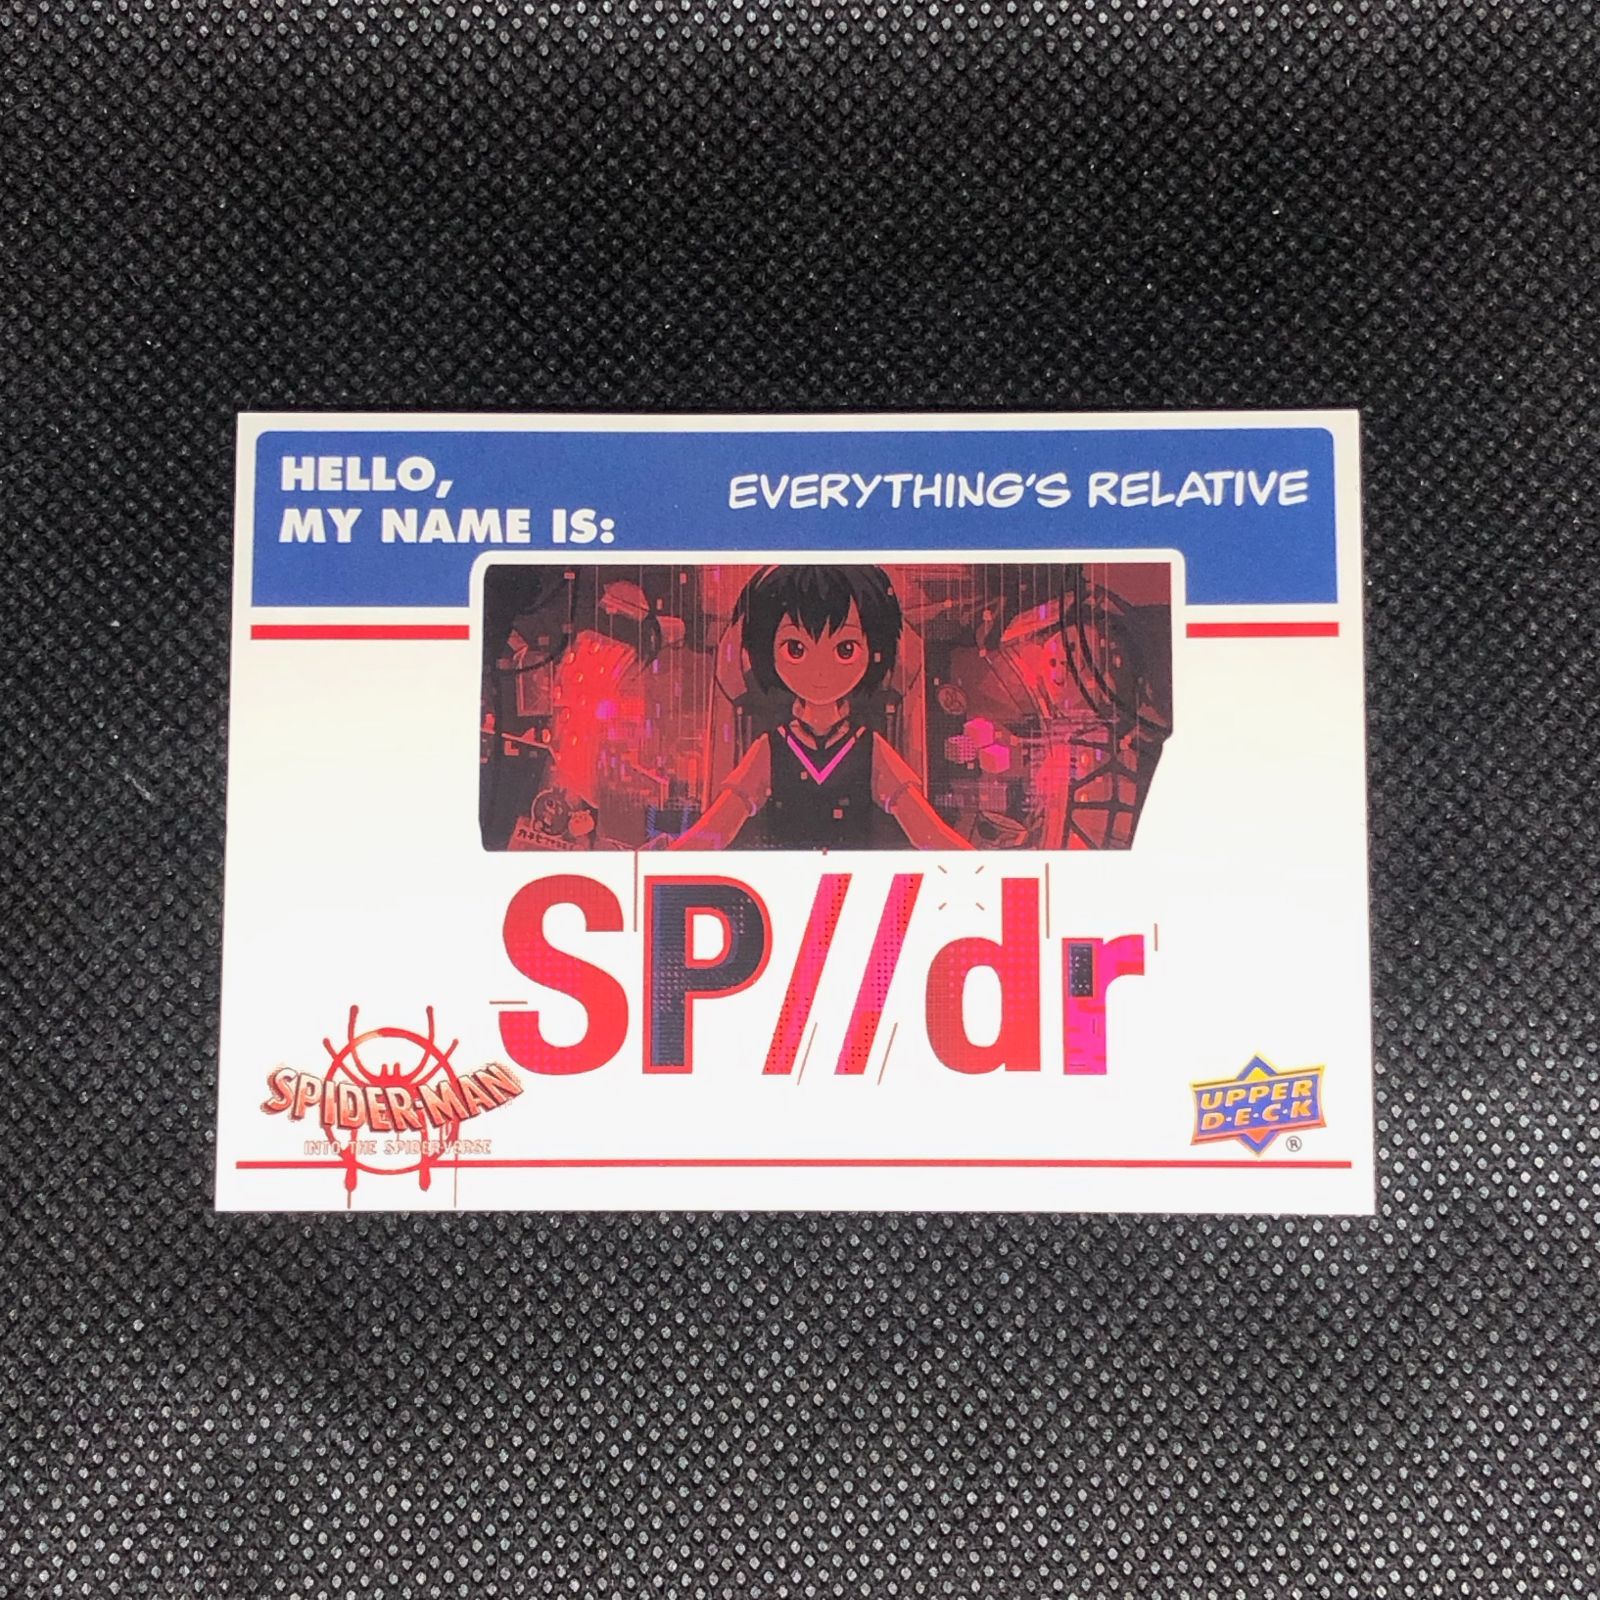 HELLO,
MY NAME IS:
EVERYTHING'S RELATIVE
SP//dr
SPIDER-MAN
INTO THE SPIDER-VERSE
UPPER
D·E·C·K
®